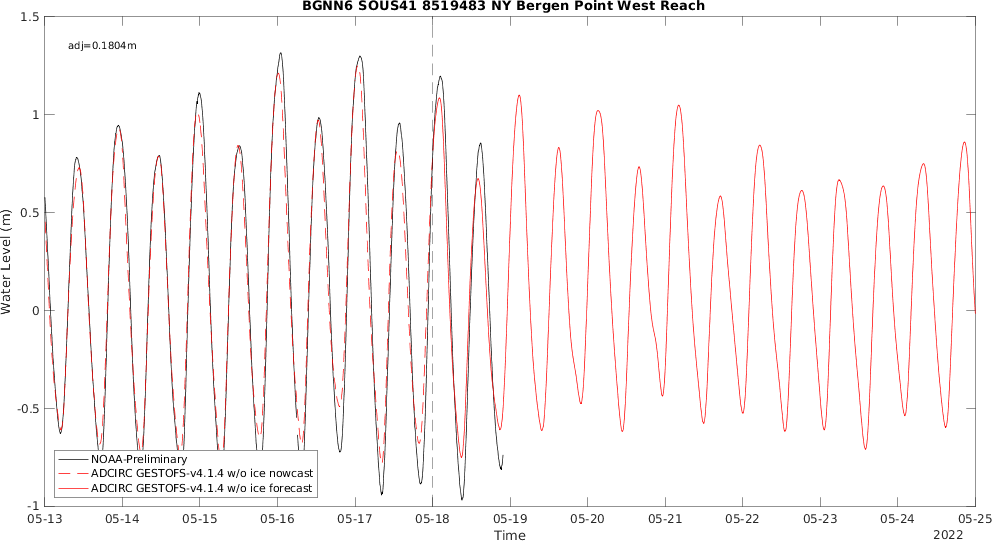 BGNN6 SOUS41 8519483 NY Bergen Point West Reach
adj=0.1804m
1.5
1
0.5
0
-0.5
-1
Water Level (m)
NOAA-Preliminary
ADCIRC GESTOFS-v4.1.4 w/o ice nowcast
ADCIRC GESTOFS-v4.1.4 w/o ice forecast
05-13 05-14 05-15 05-16 05-17 05-18 05-19 05-20 05-21 05-22 05-23 05-24 05-25
Time
2022